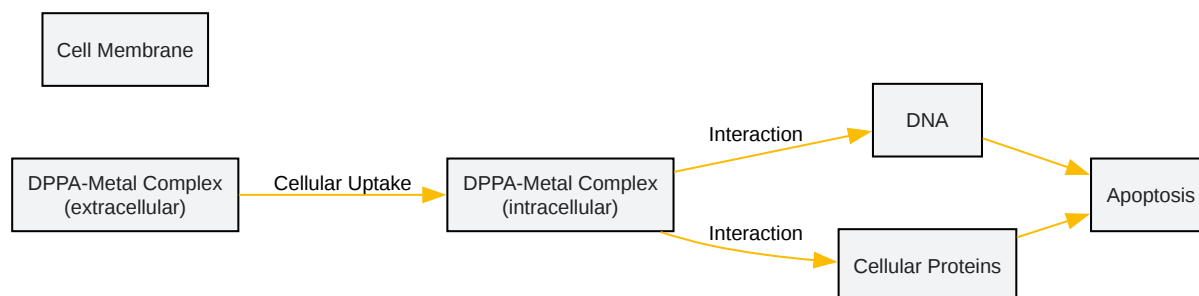 Cell Membrane
DPPA-Metal Complex
(extracellular)
Cellular Uptake
DPPA-Metal Complex
(intracellular)
Interaction
Interaction
DNA
Cellular Proteins
Apoptosis